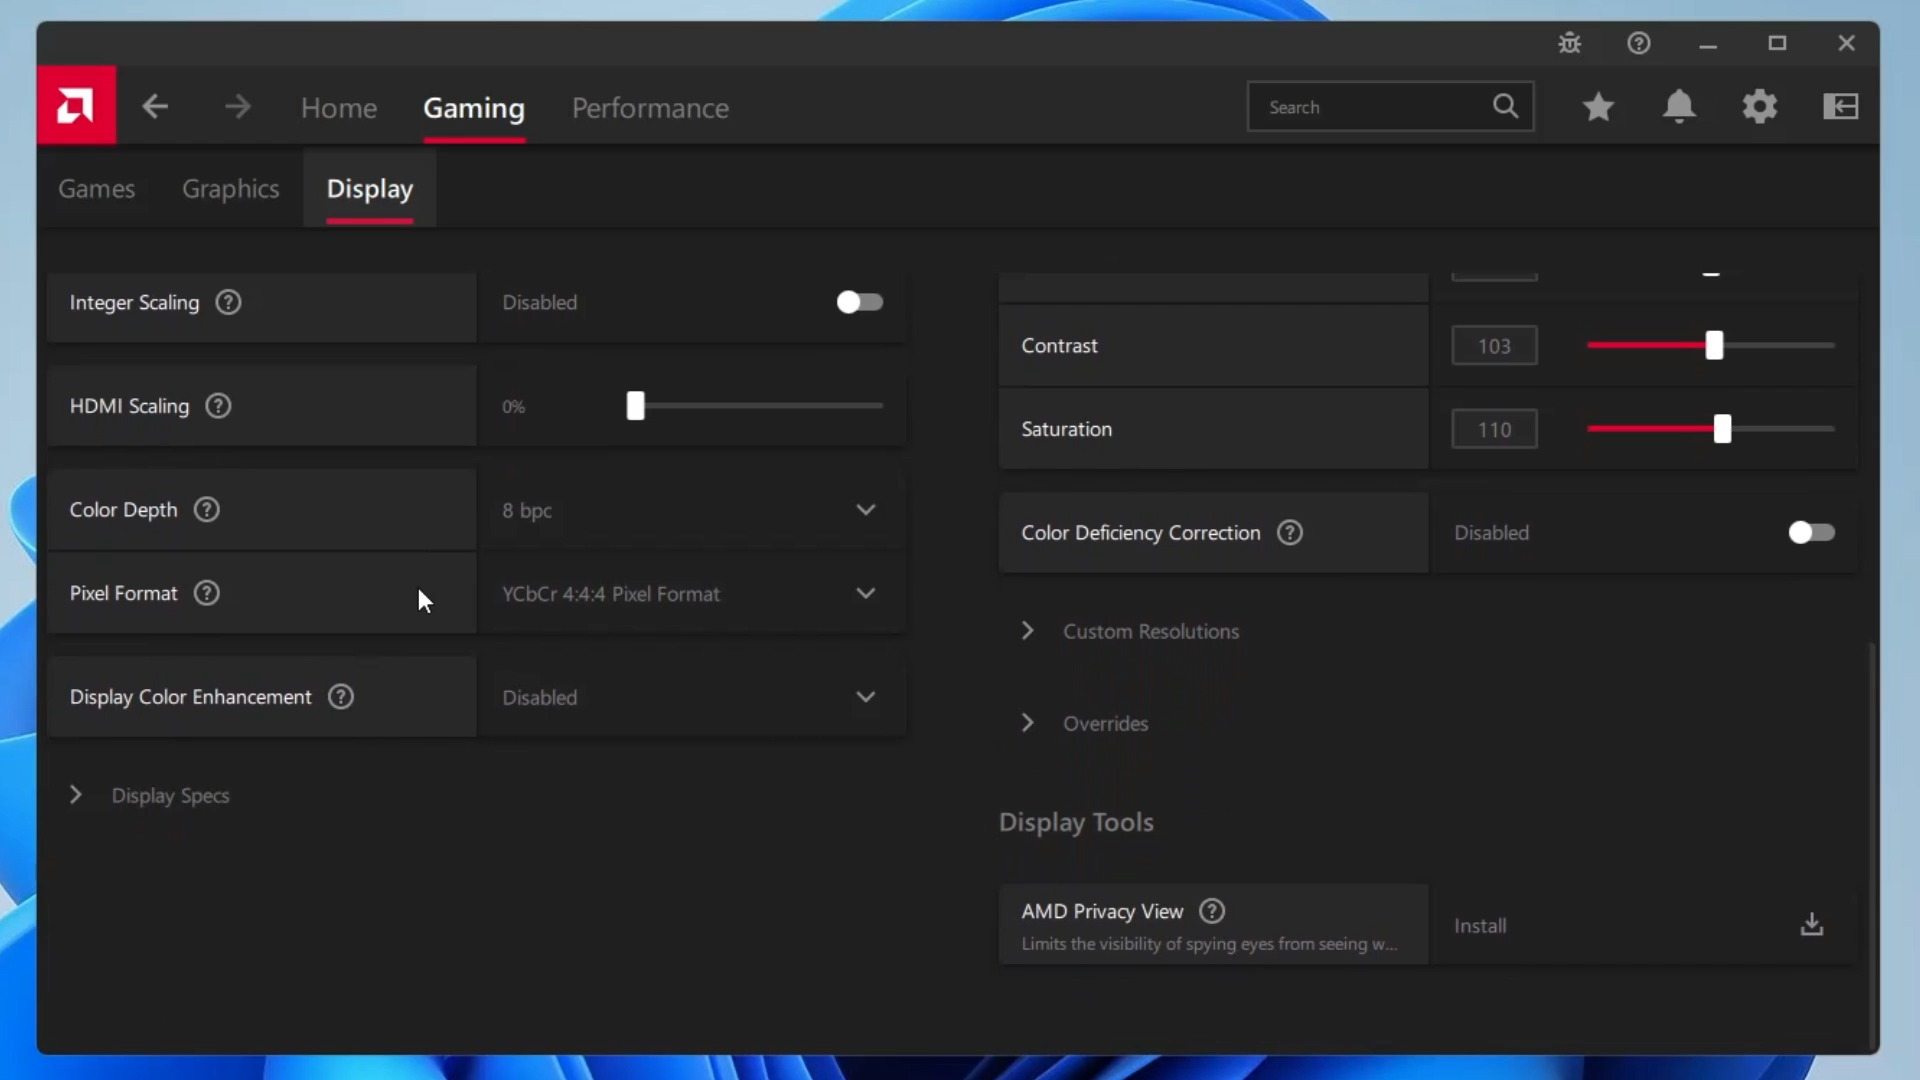 Home Gaming Performance Search
Games Graphics Display
Integer Scaling Disabled
HDMI Scaling 0%
Color Depth 8 bpc
Pixel Format YCbCr 4:4:4 Pixel Format
Display Color Enhancement Disabled
Display Specs
Contrast 103
Saturation 110
Color Deficiency Correction Disabled
Custom Resolutions
Overrides
Display Tools
AMD Privacy View
Limits the visibility of spying eyes from seeing w...
Install